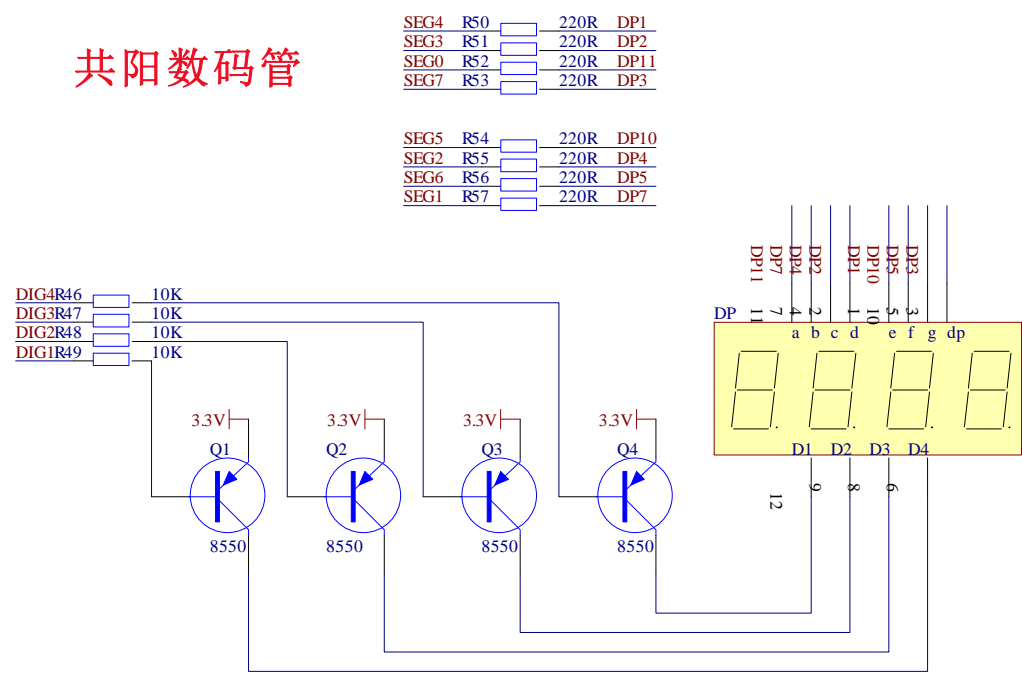 共阳数码管
SEG4 R50 220R DP1
SEG3 R51 220R DP2
SEG0 R52 220R DP11
SEG7 R53 220R DP3
SEG5 R54 220R DP10
SEG2 R55 220R DP4
SEG6 R56 220R DP5
SEG1 R57 220R DP7
DP11 DP7 DP4 DP2 DP1 DP10 DP5 DP3
11 7 4 2 1 10 5 3
DP
a b c d e f g dp
DIG4 R46 10K
DIG3 R47 10K
DIG2 R48 10K
DIG1 R49 10K
3.3V 3.3V 3.3V 3.3V
Q1 Q2 Q3 Q4
D1 D2 D3 D4
12 9 8 6
8550 8550 8550 8550